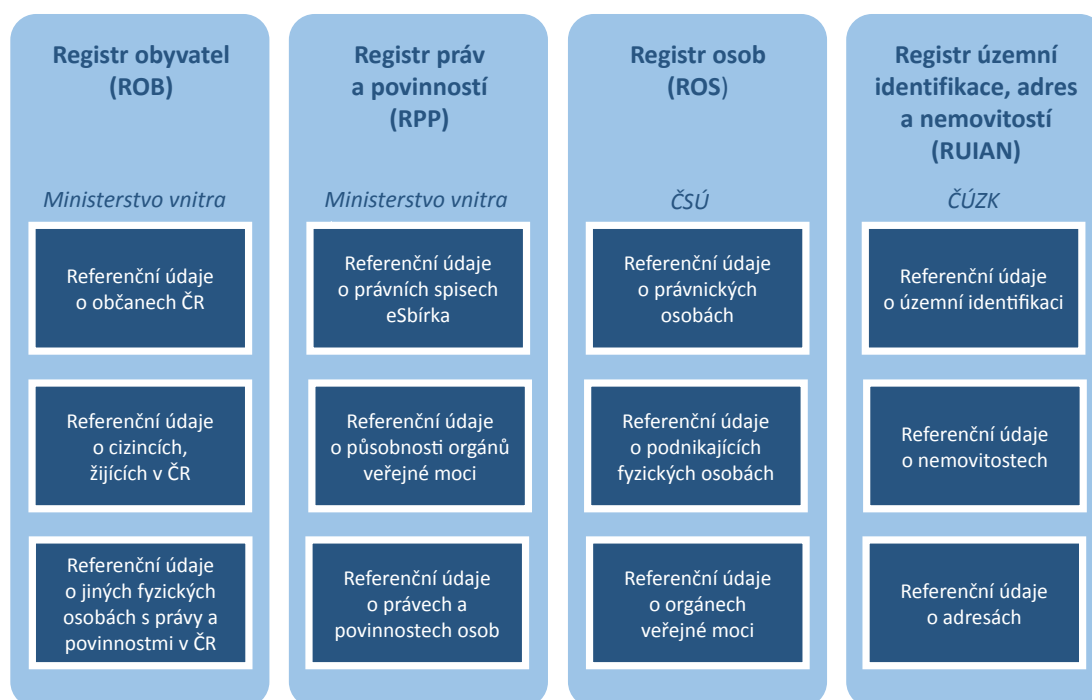 Registr obyvatel
(ROB)
Ministerstvo vnitra
Referenční údaje
o občanech ČR
Referenční údaje
o cizincích,
žijících v ČR
Referenční údaje
o jiných fyzických
osobách s právy a
povinnostmi v ČR
Registr práv
a povinností
(RPP)
Ministerstvo vnitra
Referenční údaje
o právních spisech
eSbírka
Referenční údaje
o působnosti orgánů
veřejné moci
Referenční údaje
o právech a
povinnostech osob
Registr osob
(ROS)
ČSÚ
Referenční údaje
o právnických
osobách
Referenční údaje
o podnikajících
fyzických osobách
Referenční údaje
o orgánech
veřejné moci
Registr územní
identifikace, adres
a nemovitostí
(RUIAN)
ČÚZK
Referenční údaje
o územní identifikaci
Referenční údaje
o nemovitostech
Referenční údaje
o adresách